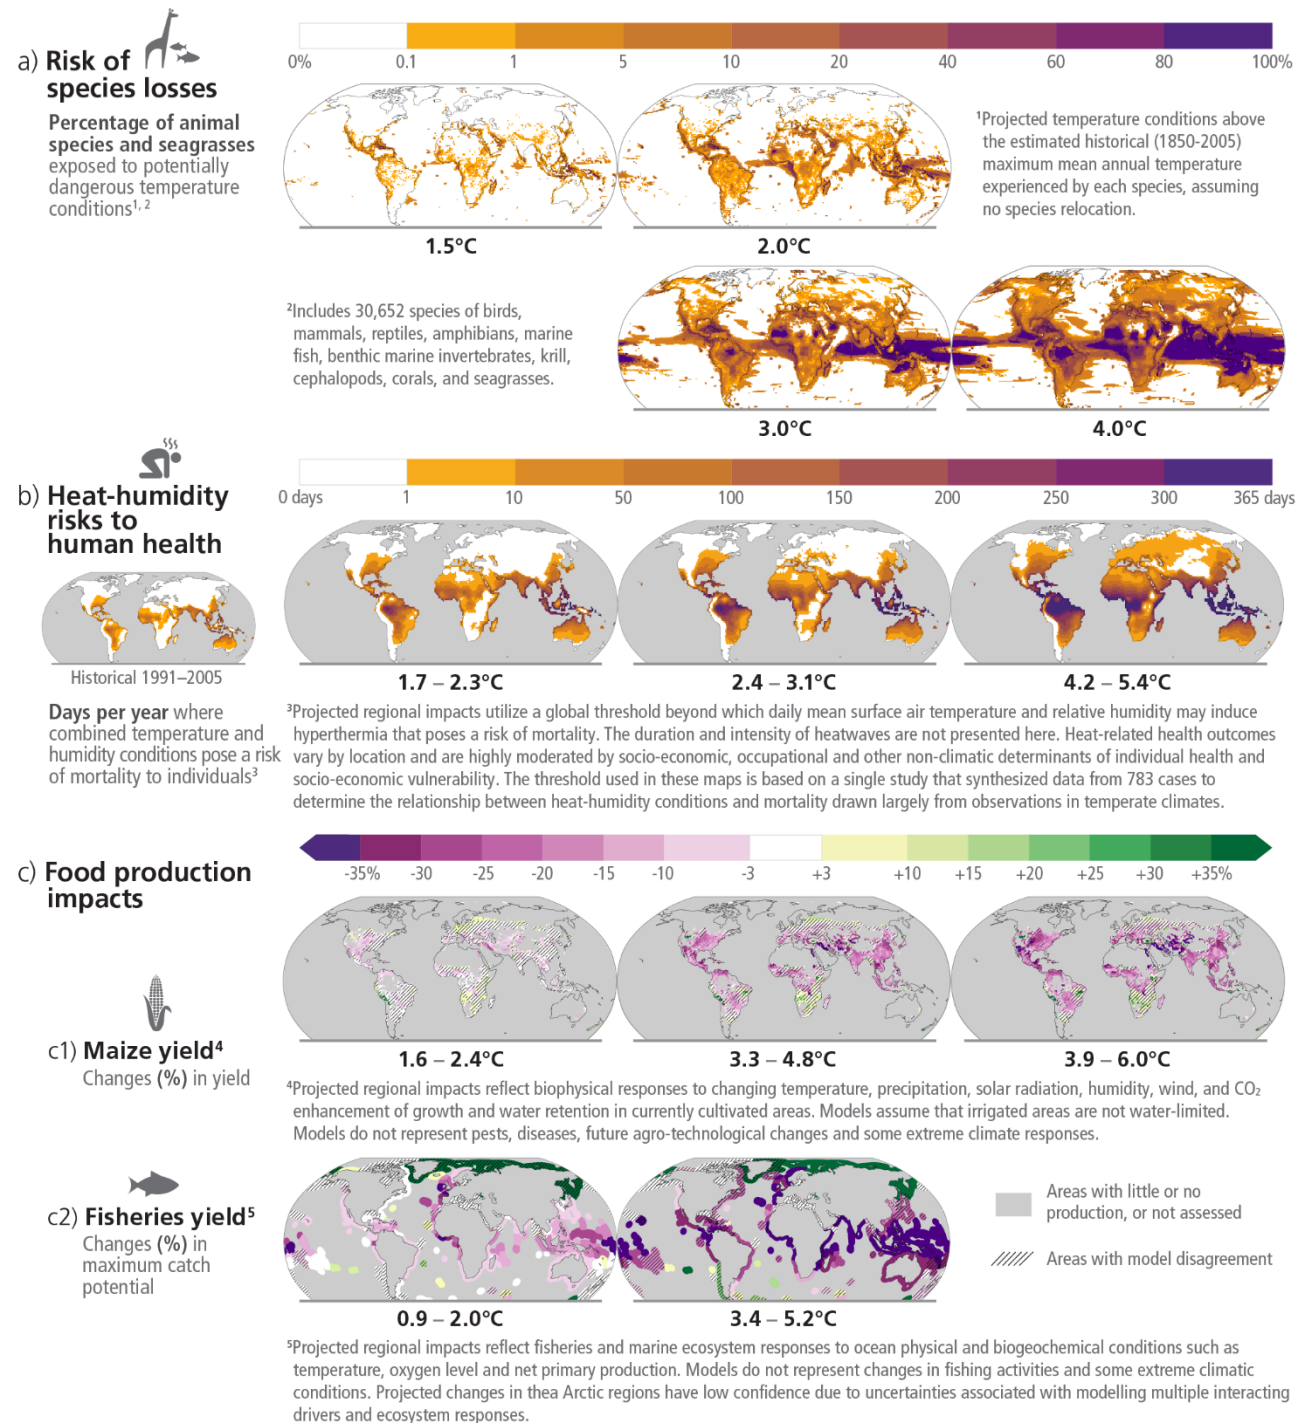 a) Risk of
species losses
Percentage of animal
species and seagrasses
exposed to potentially
dangerous temperature
conditions1, 2
0% 0.1 1 5 10 20 40 60 80 100%
1Projected temperature conditions above
the estimated historical (1850-2005)
maximum mean annual temperature
experienced by each species, assuming
no species relocation.
1.5°C 2.0°C
2Includes 30,652 species of birds,
mammals, reptiles, amphibians, marine
fish, benthic marine invertebrates, krill,
cephalopods, corals, and seagrasses.
3.0°C 4.0°C
b) Heat-humidity
risks to
human health
0 days 1 10 50 100 150 200 250 300 365 days
Historical 1991–2005
Days per year where
combined temperature and
humidity conditions pose a risk
of mortality to individuals3
1.7 – 2.3°C 2.4 – 3.1°C 4.2 – 5.4°C
3Projected regional impacts utilize a global threshold beyond which daily mean surface air temperature and relative humidity may induce
hyperthermia that poses a risk of mortality. The duration and intensity of heatwaves are not presented here. Heat-related health outcomes
vary by location and are highly moderated by socio-economic, occupational and other non-climatic determinants of individual health and
socio-economic vulnerability. The threshold used in these maps is based on a single study that synthesized data from 783 cases to
determine the relationship between heat-humidity conditions and mortality drawn largely from observations in temperate climates.
c) Food production
impacts
-35% -30 -25 -20 -15 -10 -3 +3 +10 +15 +20 +25 +30 +35%
c1) Maize yield4
Changes (%) in yield
1.6 – 2.4°C 3.3 – 4.8°C 3.9 – 6.0°C
4Projected regional impacts reflect biophysical responses to changing temperature, precipitation, solar radiation, humidity, wind, and CO2
enhancement of growth and water retention in currently cultivated areas. Models assume that irrigated areas are not water-limited.
Models do not represent pests, diseases, future agro-technological changes and some extreme climate responses.
c2) Fisheries yield5
Changes (%) in
maximum catch
potential
Areas with little or no
production, or not assessed
Areas with model disagreement
0.9 – 2.0°C 3.4 – 5.2°C
5Projected regional impacts reflect fisheries and marine ecosystem responses to ocean physical and biogeochemical conditions such as
temperature, oxygen level and net primary production. Models do not represent changes in fishing activities and some extreme climatic
conditions. Projected changes in thea Arctic regions have low confidence due to uncertainties associated with modelling multiple interacting
drivers and ecosystem responses.